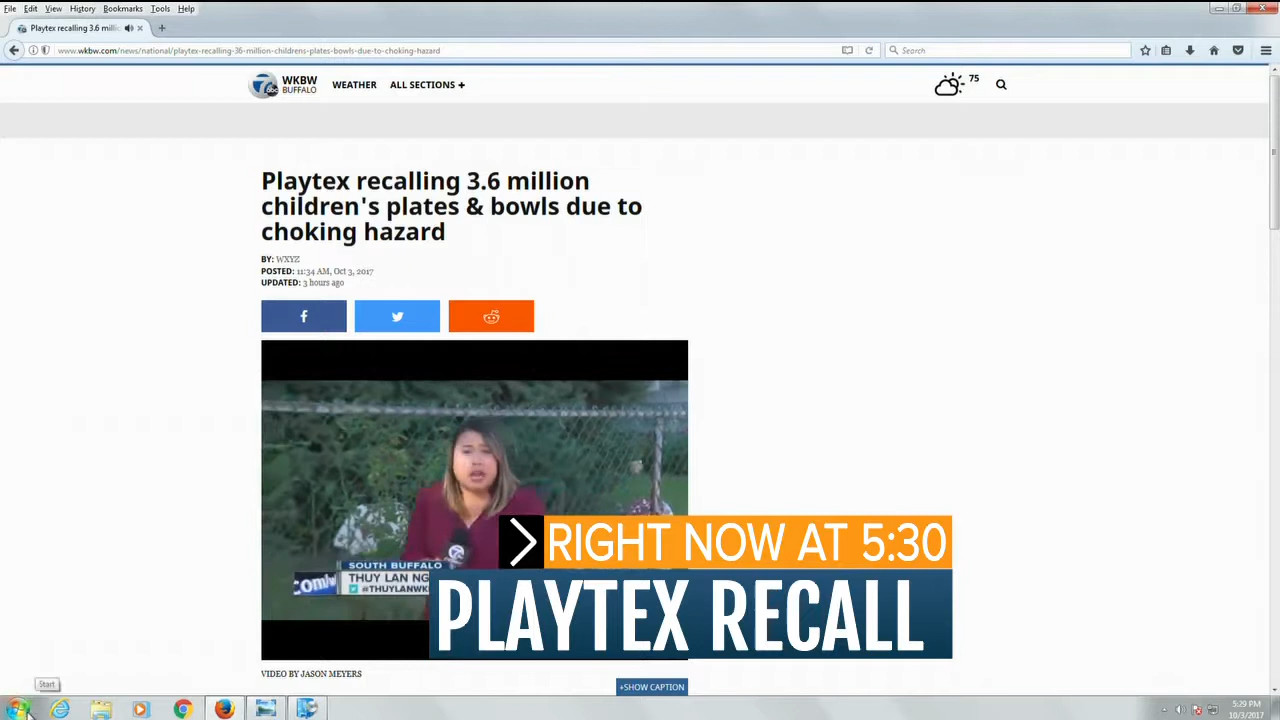 File Edit View History Bookmarks Tools Help
Playtex recalling 3.6 milli
www.wkbw.com/news/national/playtex-recalling-36-million-childrens-plates-bowls-due-to-choking-hazard
Search
7 abc WKBW BUFFALO WEATHER ALL SECTIONS + 75
Playtex recalling 3.6 million
children's plates & bowls due to
choking hazard
BY: WXYZ
POSTED: 11:34 AM, Oct 3, 2017
UPDATED: 3 hours ago
SOUTH BUFFALO
THUY LAN NG
#THUYLANWK
RIGHT NOW AT 5:30
PLAYTEX RECALL
VIDEO BY JASON MEYERS
+SHOW CAPTION
Start
5:29 PM
10/3/2017